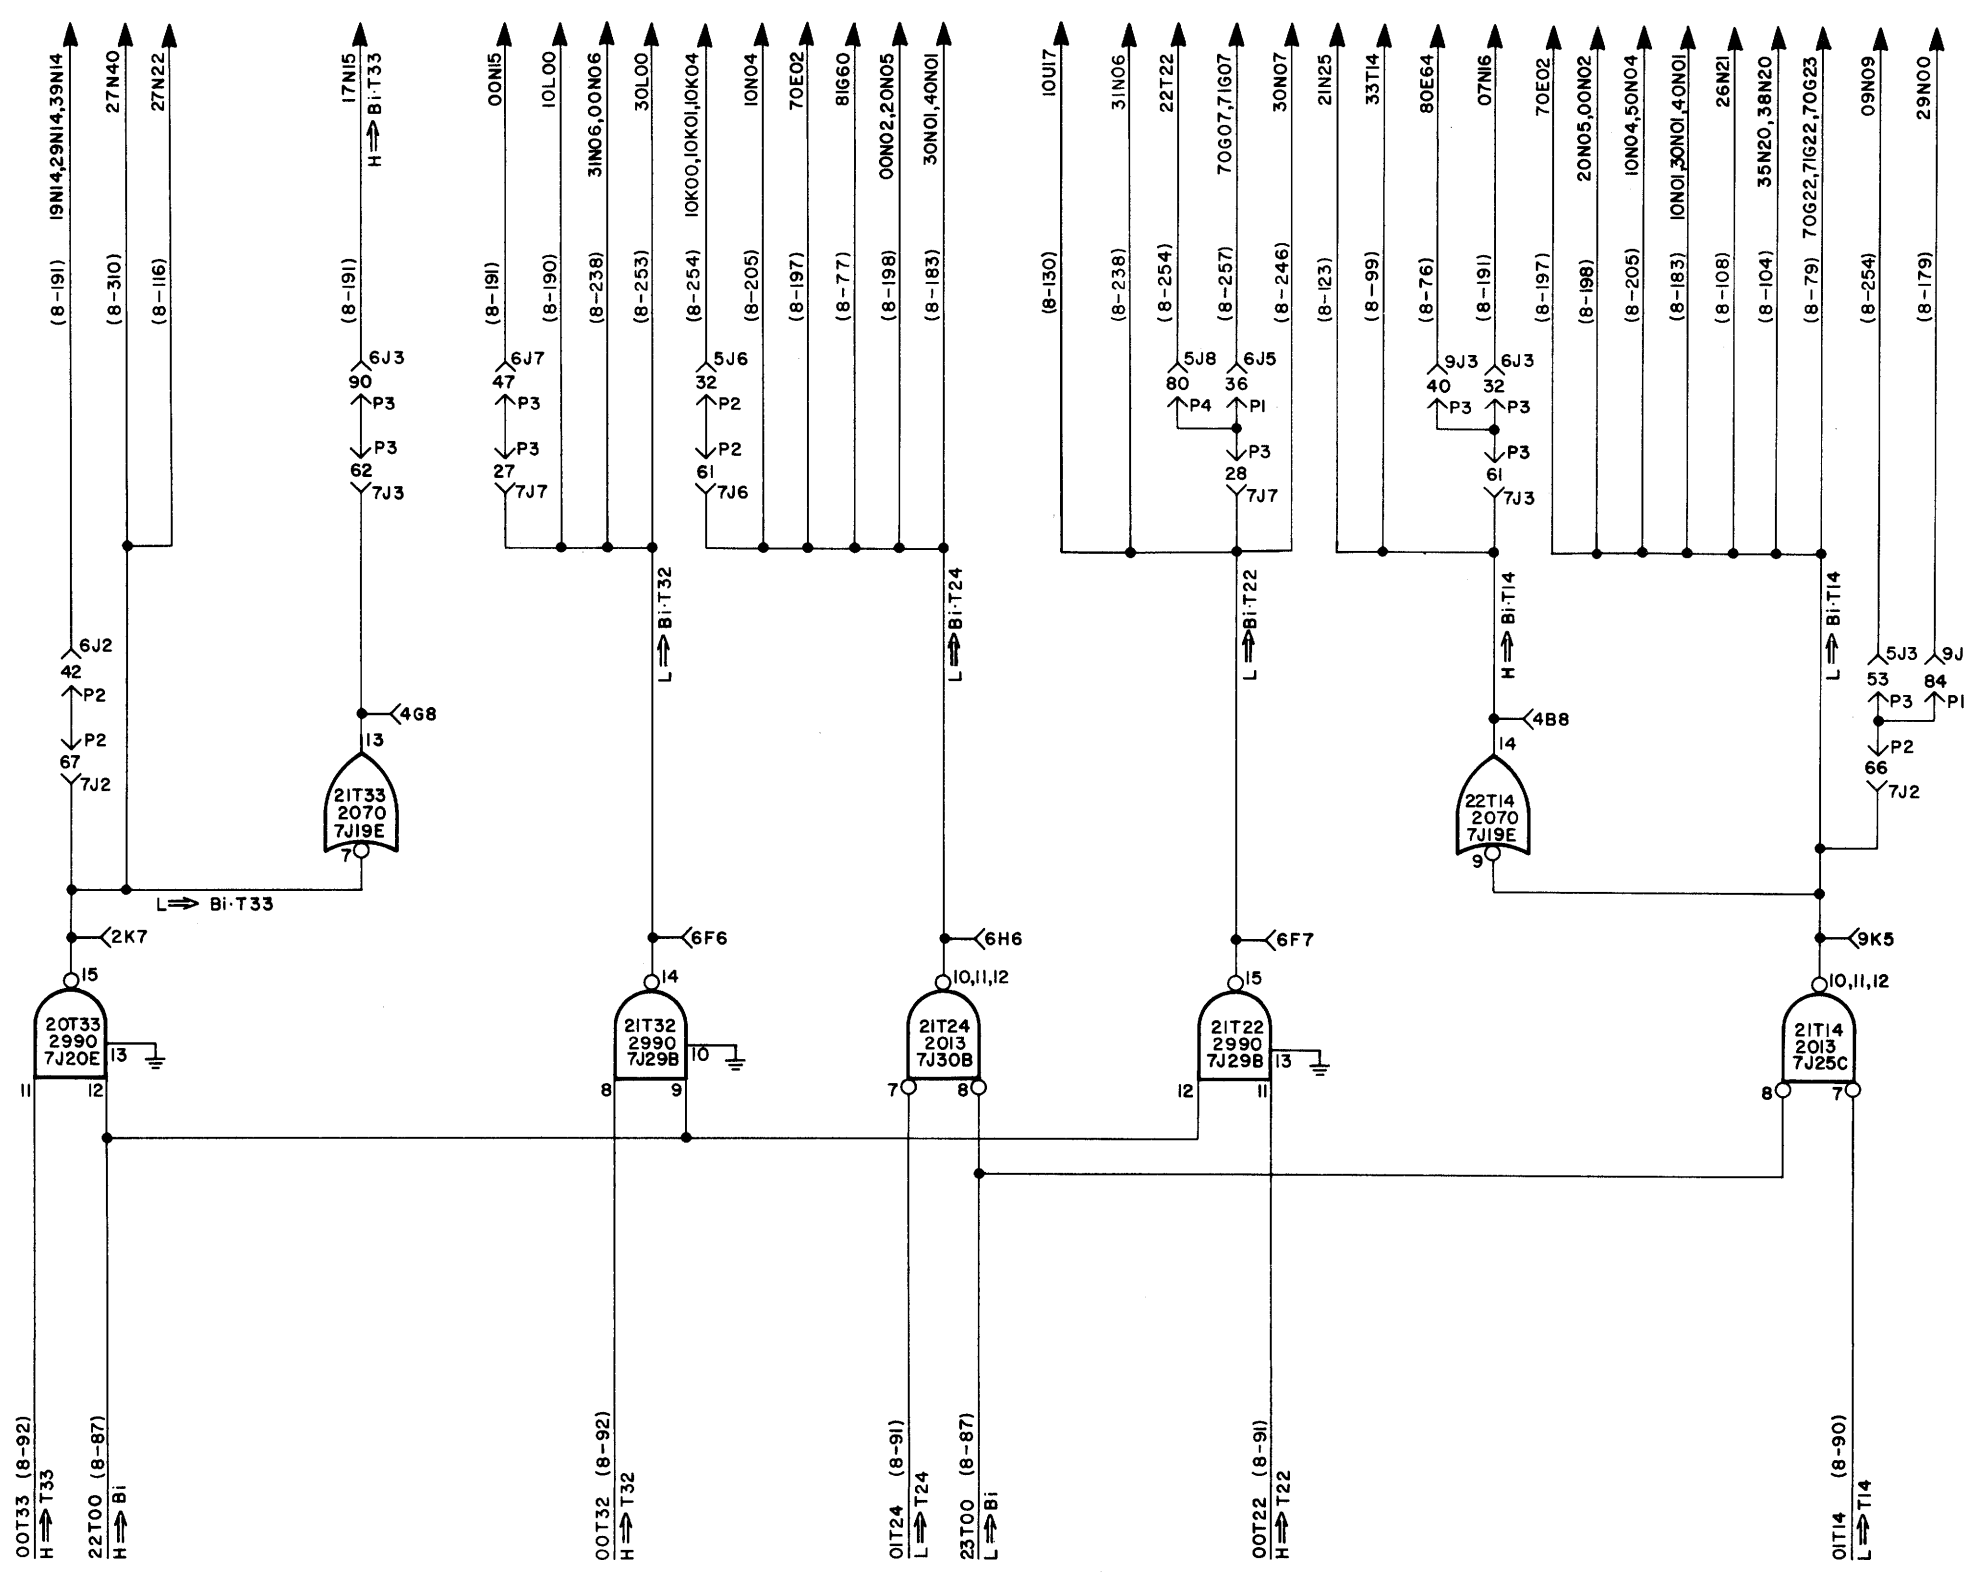 19N14,29N14,39N14
27N40
27N22
17N15
H⟹Bi·T33
00N15
10L00
31N06,00N06
30L00
10K00,10K01,10K04
10N04
70E02
81G60
00N02,20N05
30N01,40N01
10U17
31N06
22T22
70G07,71G07
30N07
21N25
33T14
80E64
07N16
70E02
20N05,00N02
10N04,50N04
10N01,30N01,40N01
26N21
35N20,38N20
70G22,71G22,70G23
09N09
29N00
(8-191)
(8-310)
(8-116)
(8-191)
(8-191)
(8-190)
(8-238)
(8-253)
(8-254)
(8-205)
(8-197)
(8-77)
(8-198)
(8-183)
(8-130)
(8-238)
(8-254)
(8-257)
(8-246)
(8-123)
(8-99)
(8-76)
(8-191)
(8-197)
(8-198)
(8-205)
(8-183)
(8-108)
(8-104)
(8-79)
(8-254)
(8-179)
6J3
90
P3
P3
62
7J3
6J7
47
P3
P3
27
7J7
5J6
32
P2
P2
61
7J6
5J8
80
P4
6J5
36
P1
P3
28
7J7
9J3
40
P3
6J3
32
P3
P3
61
7J3
L⟹Bi·T32
L⟹Bi·T24
L⟹Bi·T22
H⟹Bi·T14
L⟹Bi·T14
6J2
42
P2
P2
67
7J2
5J3
53
P3
9J
84
P1
P2
66
7J2
4G8
13
21T33
2070
7J19E
7
4B8
14
22T14
2070
7J19E
9
L⟹ Bi·T33
2K7
6F6
6H6
6F7
9K5
15
20T33
2990
7J20E
13
11
12
14
21T32
2990
7J29B
10
8
9
10,11,12
21T24
2013
7J30B
7
8
15
21T22
2990
7J29B
13
12
11
10,11,12
21T14
2013
7J25C
8
7
00T33 (8-92)
H⟹T33
22T00 (8-87)
H⟹Bi
00T32 (8-92)
H⟹T32
01T24 (8-91)
L⟹T24
23T00 (8-87)
L⟹Bi
00T22 (8-91)
H⟹T22
01T14 (8-90)
L⟹T14